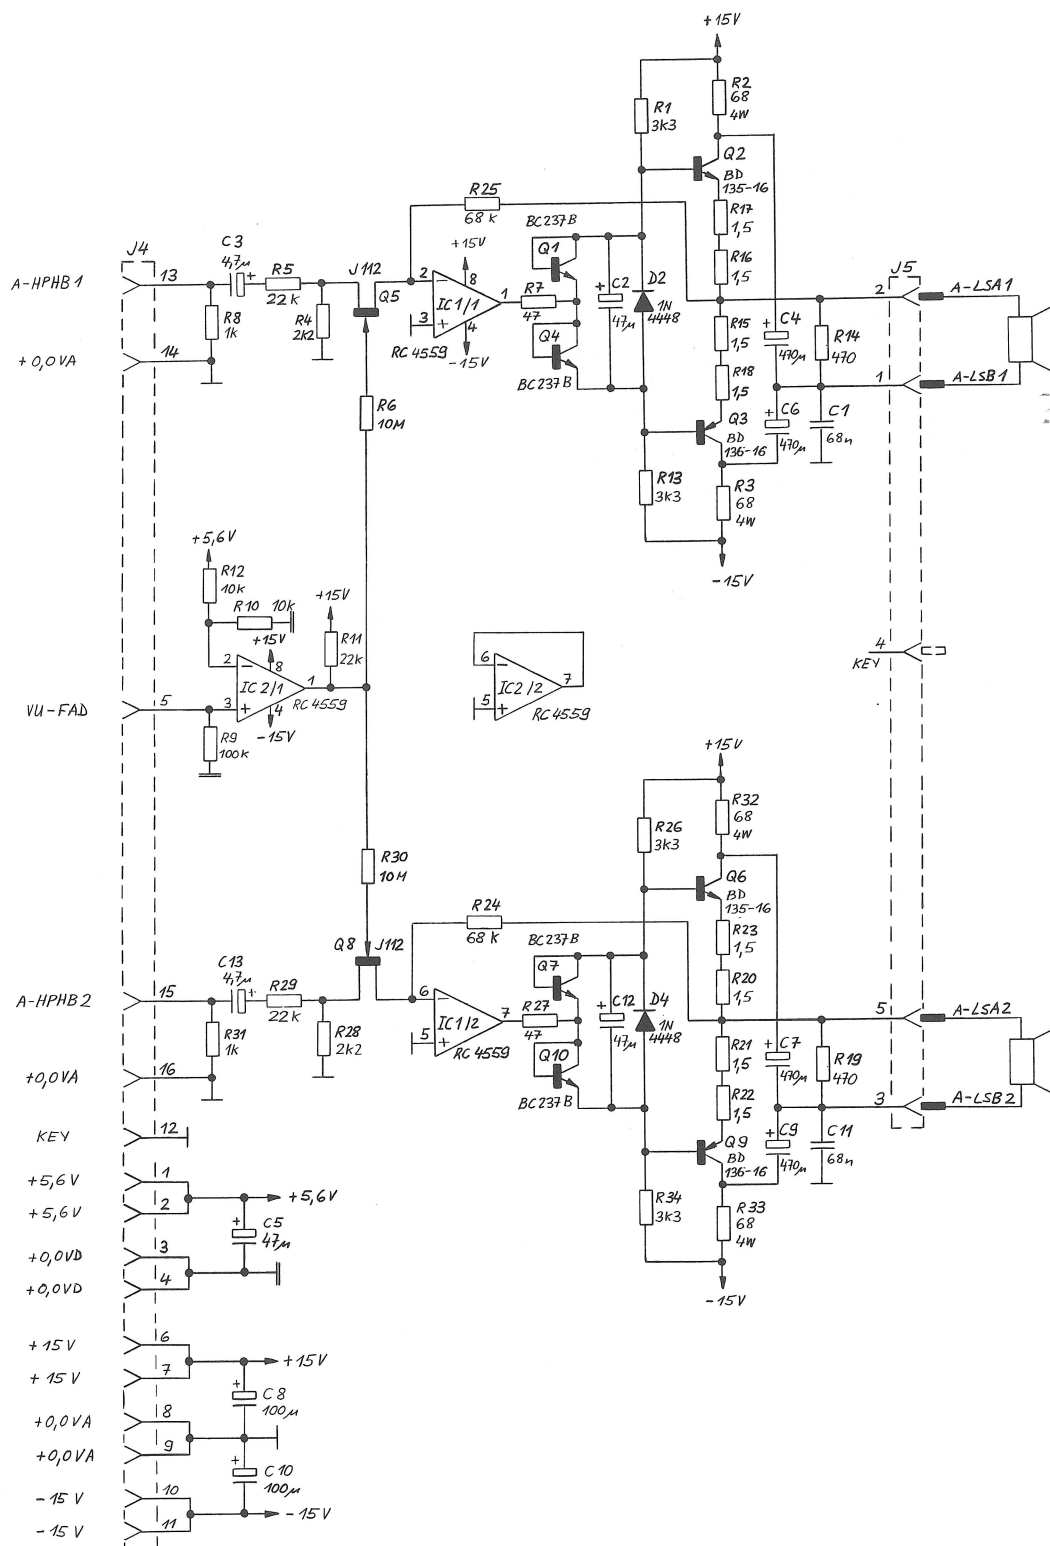 +15V
R2
68
4W
R1
3k3
Q2
BD
135-16
R25
68k
R17
1,5
BC237B
J4
C3
4,7µ
+
+15V
Q1
R16
1,5
J5
A-HPHB1
13
R5
22k
J112
Q5
2
-
8
IC1/1
1
R7
47
+
C2
47µ
D2
1N
4448
2
A-LSA1
R8
1k
R4
2k2
3
+
4
RC4559
-15V
Q4
R15
1,5
+
C4
470µ
R14
470
+0,0VA
14
BC237B
R18
1,5
1
A-LSB1
R6
10M
Q3
BD
136-16
+
C6
470µ
C1
68n
R13
3k3
R3
68
4W
-15V
+5,6V
R12
10k
R10
10k
+15V
R11
22k
+15V
2
-
8
IC2/1
1
RC4559
VU-FAD
5
3
+
4
-15V
R9
100k
6
-
IC2/2
7
5
+
RC4559
4
KEY
+15V
R32
68
4W
R26
3k3
R30
10M
Q6
BD
135-16
R24
68k
R23
1,5
Q8
J112
BC237B
C13
4,7µ
+
Q7
R20
1,5
A-HPHB2
15
R29
22k
6
-
IC1/2
7
R27
47
+
C12
47µ
D4
1N
4448
5
A-LSA2
R31
1k
R28
2k2
5
+
RC4559
Q10
R21
1,5
+
C7
470µ
R19
470
+0,0VA
16
BC237B
R22
1,5
3
A-LSB2
KEY
12
Q9
BD
136-16
+
C9
470µ
C11
68n
+5,6V
1
+5,6V
+5,6V
2
+
C5
47µ
R34
3k3
R33
68
4W
+0,0VD
3
+0,0VD
4
-15V
+15V
6
+15V
+15V
7
+
C8
100µ
+0,0VA
8
+0,0VA
9
+
C10
100µ
-15V
10
-15V
-15V
11